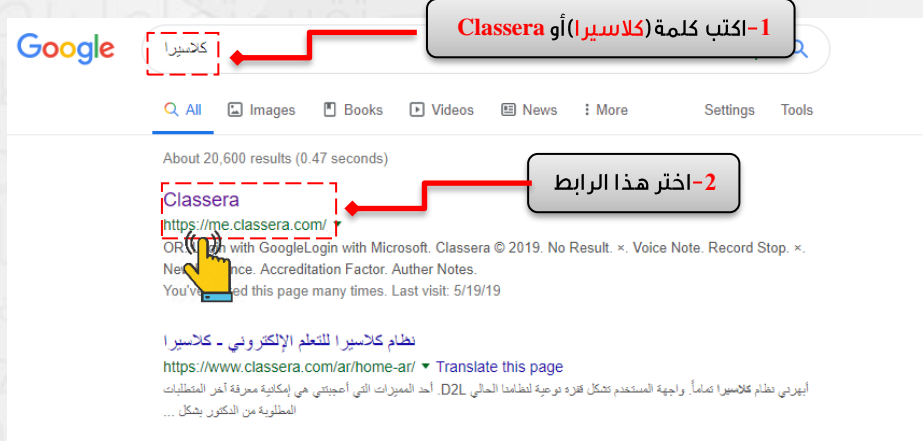 1-اكتب كلمة(كلاسيرا)أو Classera
Google
كلاسيرا
All Images Books Videos News More Settings Tools
About 20,600 results (0.47 seconds)
Classera
2-اختر هذا الرابط
https://me.classera.com/
OR. with GoogleLogin with Microsoft. Classera © 2019. No Result. ×. Voice Note. Record Stop. ×.
Accreditation Factor. Auther Notes.
this page many times. Last visit: 5/19/19
نظام كلاسيرا للتعلم الإلكتروني - كلاسيرا
https://www.classera.com/ar/home-ar/ Translate this page
أبهرني نظام كلاسيرا تماماً. واجهة المستخدم تشكل قفزة نوعية لنظامنا الحالي D2L. أحد المميزات التي أعجبتني هي إمكانية معرفة آخر المتطلبات
المطلوبة من الدكتور بشكل ...